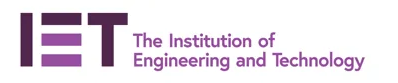 IET The Institution of
Engineering and Technology